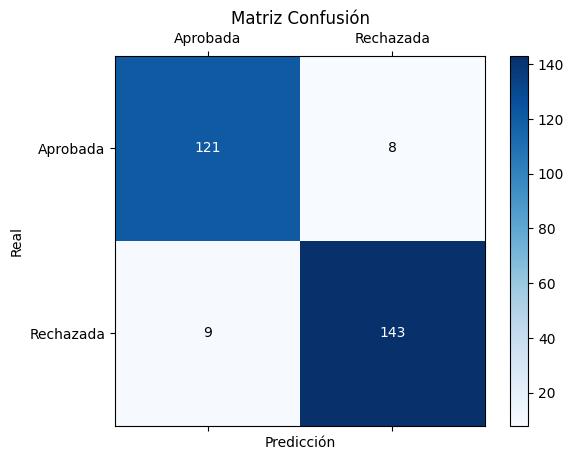 Matriz Confusión
Aprobada Rechazada
140
Aprobada 121 8
120
100
Real
80
60
Rechazada 9 143
40
20
Predicción